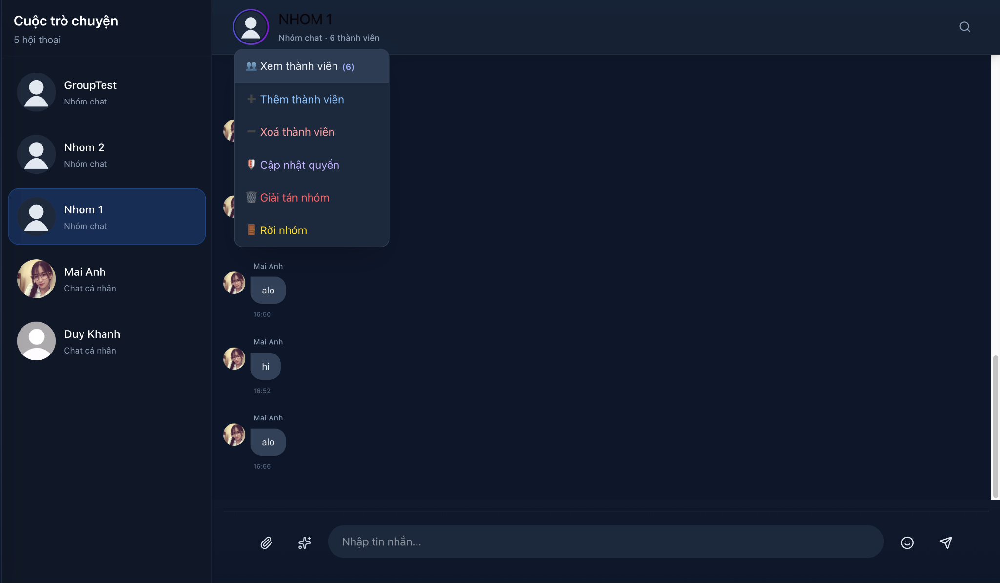 Cuộc trò chuyện
5 hội thoại
GroupTest
Nhóm chat
Nhom 2
Nhóm chat
Nhom 1
Nhóm chat
Mai Anh
Chat cá nhân
Duy Khanh
Chat cá nhân
NHOM 1
Nhóm chat · 6 thành viên
Xem thành viên (6)
Thêm thành viên
Xoá thành viên
Cập nhật quyền
Giải tán nhóm
Rời nhóm
Mai Anh
alo
16:50
Mai Anh
hi
16:52
Mai Anh
alo
16:56
Nhập tin nhắn...